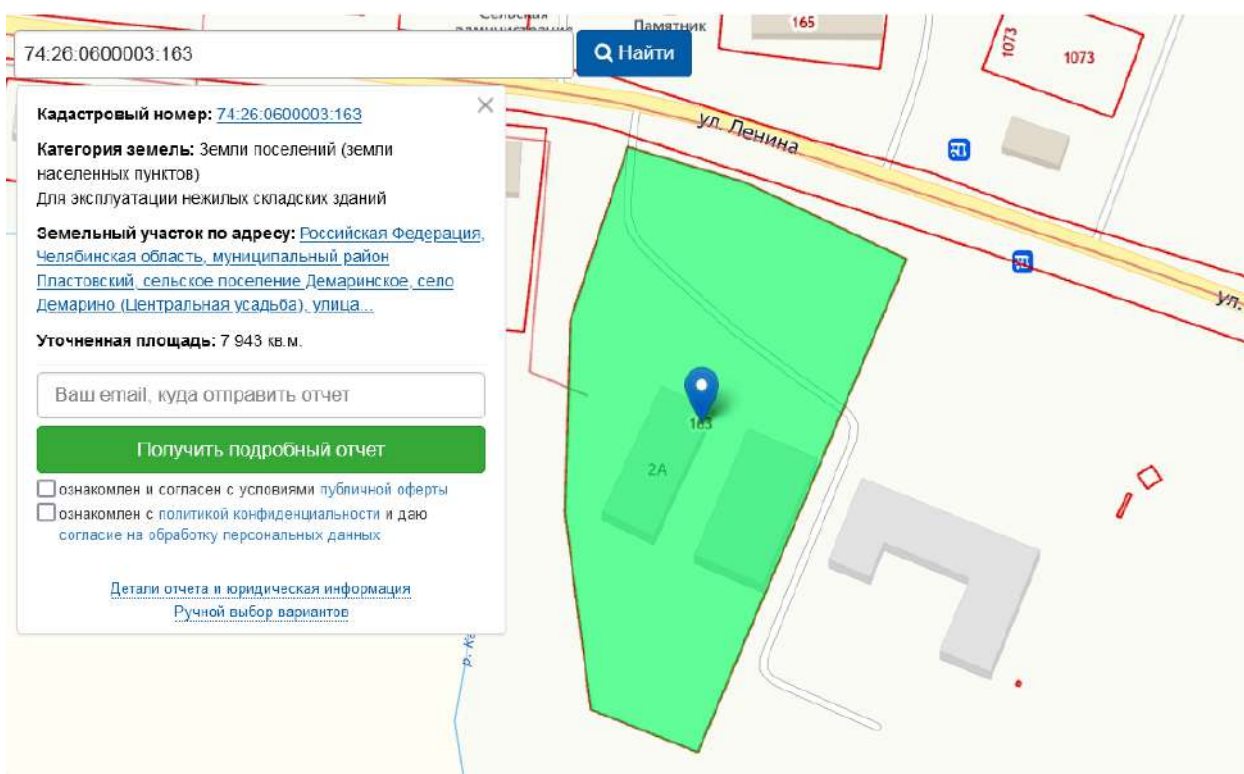 Сельская
администрация
Памятник
165
1073
1073
74:26:0600003:163
Найти
Кадастровый номер: 74:26:0600003:163
Категория земель: Земли поселений (земли
населенных пунктов)
Для эксплуатации нежилых складских зданий
Земельный участок по адресу: Российская Федерация,
Челябинская область, муниципальный район
Пластовский, сельское поселение Демаринское, село
Демарино (Центральная усадьба), улица...
Уточненная площадь: 7 943 кв.м.
Ваш email, куда отправить отчет
Получить подробный отчет
ознакомлен и согласен с условиями публичной оферты
ознакомлен с политикой конфиденциальности и даю
согласие на обработку персональных данных
Детали отчета и юридическая информация
Ручной выбор вариантов
ул. Ленина
ул.
163
2А
р. Ка